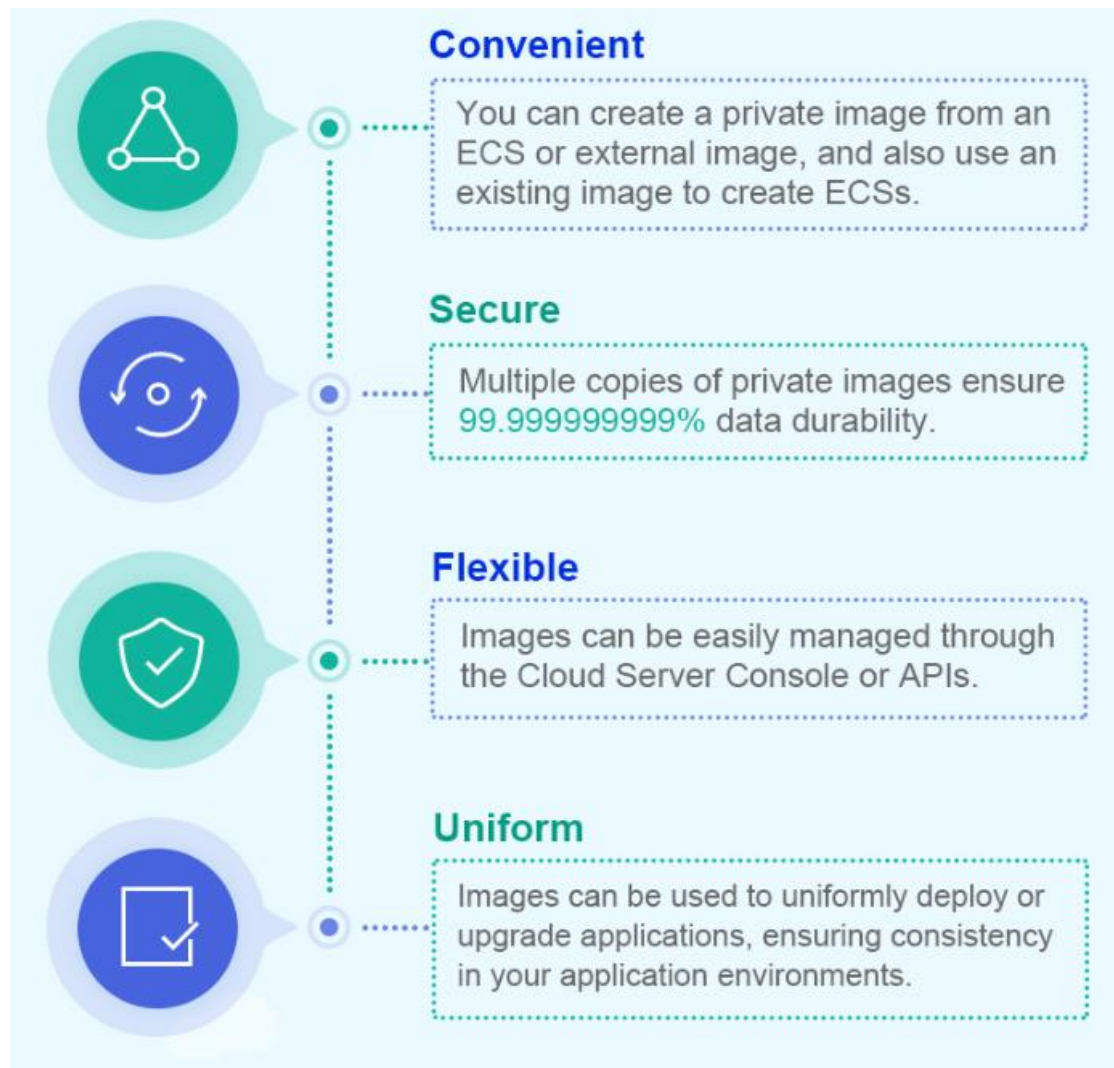 Convenient
You can create a private image from an
ECS or external image, and also use an
existing image to create ECSs.
Secure
Multiple copies of private images ensure
99.999999999% data durability.
Flexible
Images can be easily managed through
the Cloud Server Console or APIs.
Uniform
Images can be used to uniformly deploy or
upgrade applications, ensuring consistency
in your application environments.